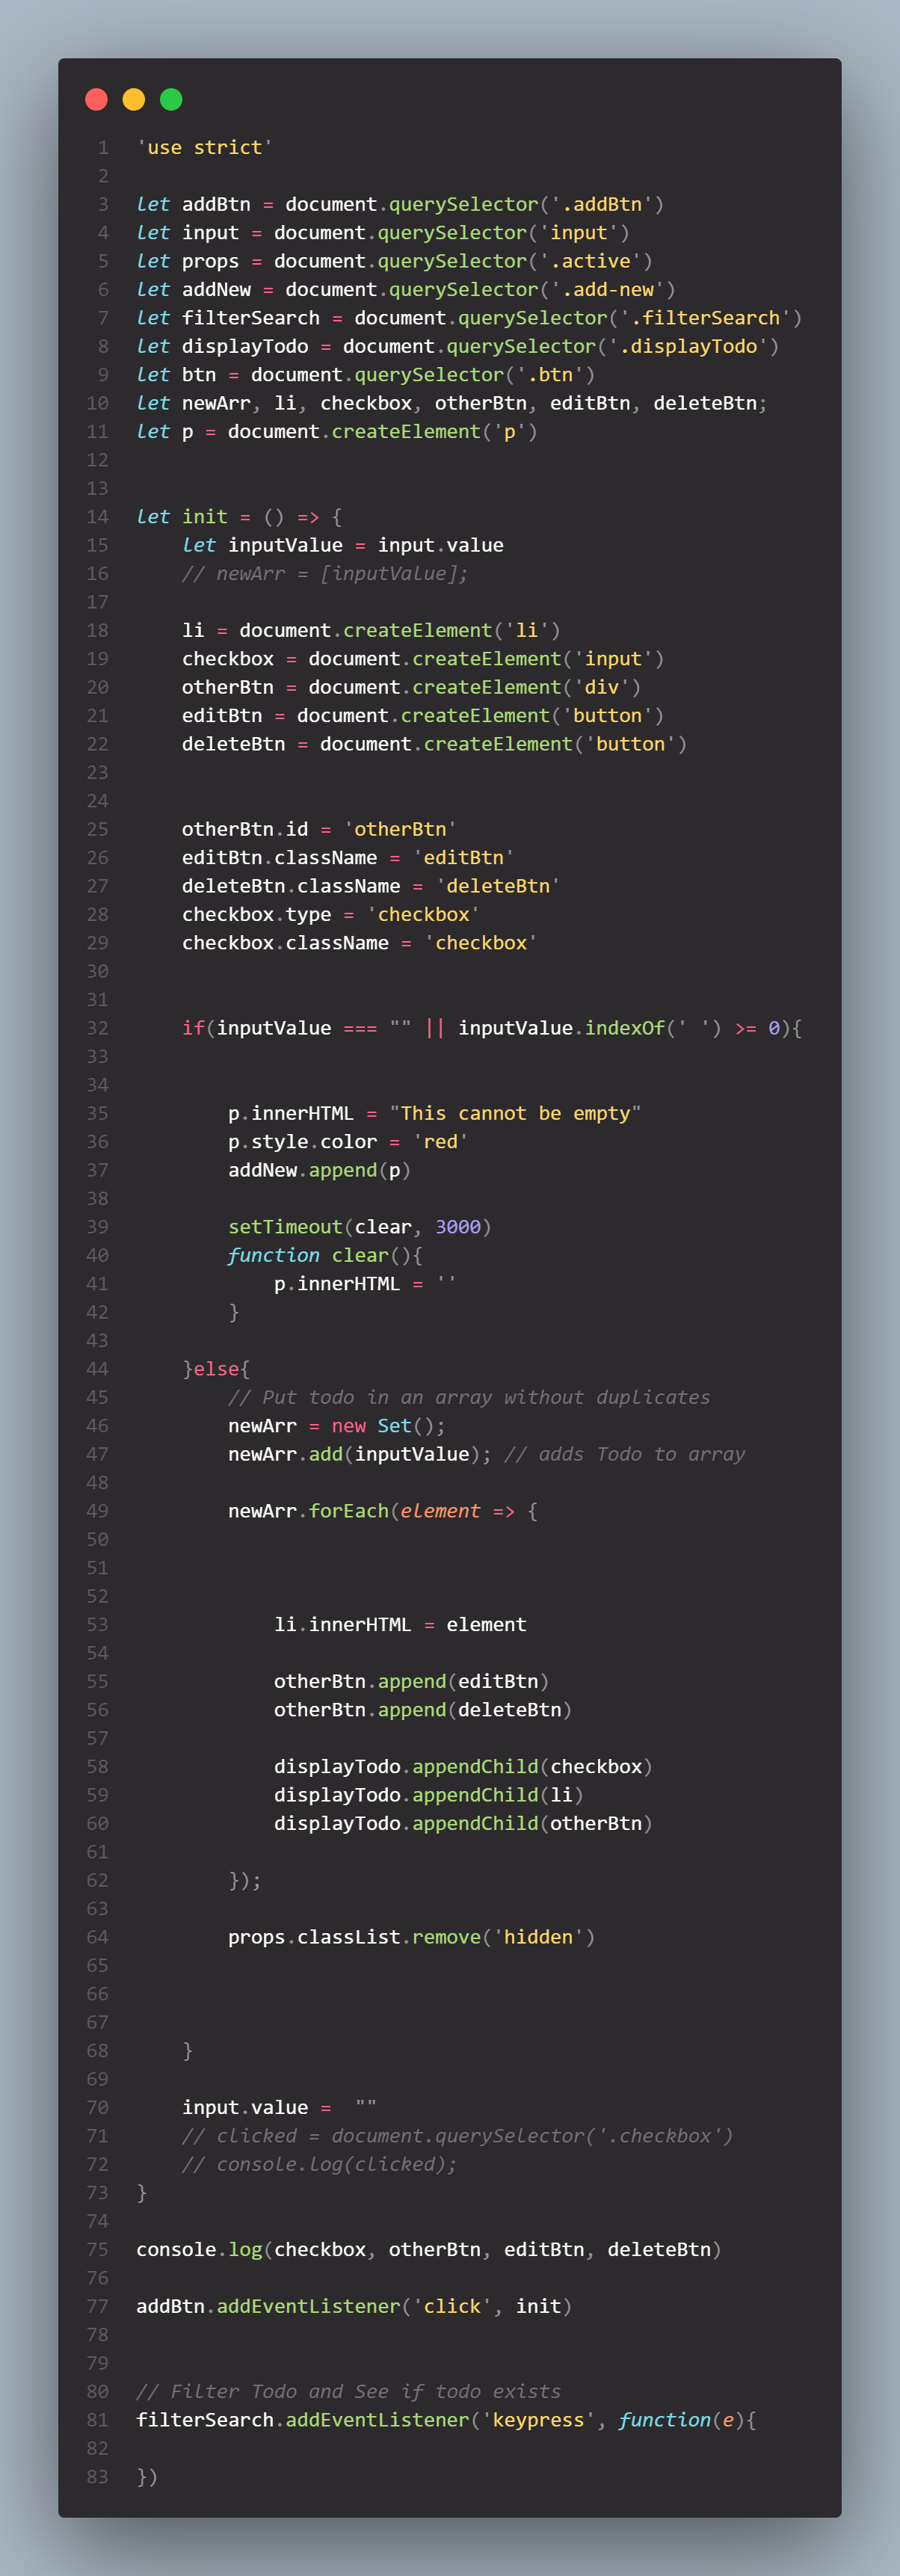 1 'use strict'
2
3 let addBtn = document.querySelector('.addBtn')
4 let input = document.querySelector('input')
5 let props = document.querySelector('.active')
6 let addNew = document.querySelector('.add-new')
7 let filterSearch = document.querySelector('.filterSearch')
8 let displayTodo = document.querySelector('.displayTodo')
9 let btn = document.querySelector('.btn')
10 let newArr, li, checkbox, otherBtn, editBtn, deleteBtn;
11 let p = document.createElement('p')
12
13
14 let init = () => {
15     let inputValue = input.value
16     // newArr = [inputValue];
17
18     li = document.createElement('li')
19     checkbox = document.createElement('input')
20     otherBtn = document.createElement('div')
21     editBtn = document.createElement('button')
22     deleteBtn = document.createElement('button')
23
24
25     otherBtn.id = 'otherBtn'
26     editBtn.className = 'editBtn'
27     deleteBtn.className = 'deleteBtn'
28     checkbox.type = 'checkbox'
29     checkbox.className = 'checkbox'
30
31
32     if(inputValue === "" || inputValue.indexOf(' ') >= 0){
33
34
35         p.innerHTML = "This cannot be empty"
36         p.style.color = 'red'
37         addNew.append(p)
38
39         setTimeout(clear, 3000)
40         function clear(){
41             p.innerHTML = ''
42         }
43
44     }else{
45         // Put todo in an array without duplicates
46         newArr = new Set();
47         newArr.add(inputValue); // adds Todo to array
48
49         newArr.forEach(element => {
50
51
52
53             li.innerHTML = element
54
55             otherBtn.append(editBtn)
56             otherBtn.append(deleteBtn)
57
58             displayTodo.appendChild(checkbox)
59             displayTodo.appendChild(li)
60             displayTodo.appendChild(otherBtn)
61
62         });
63
64         props.classList.remove('hidden')
65
66
67
68     }
69
70     input.value =  ""
71     // clicked = document.querySelector('.checkbox')
72     // console.log(clicked);
73 }
74
75 console.log(checkbox, otherBtn, editBtn, deleteBtn)
76
77 addBtn.addEventListener('click', init)
78
79
80 // Filter Todo and See if todo exists
81 filterSearch.addEventListener('keypress', function(e){
82
83 })